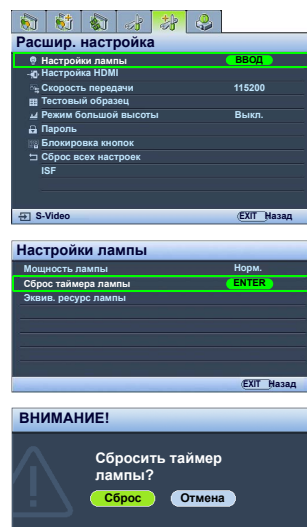 Расшир. настройка
Настройки лампы ВВОД
Настройка HDMI
Скорость передачи 115200
Тестовый образец
Режим большой высоты Выкл.
Пароль
Блокировка кнопок
Сброс всех настроек
ISF
S-Video EXIT Назад
Настройки лампы
Мощность лампы Норм.
Сброс таймера лампы ENTER
Эквив. ресурс лампы
EXIT Назад
ВНИМАНИЕ!
Сбросить таймер
лампы?
Сброс Отмена